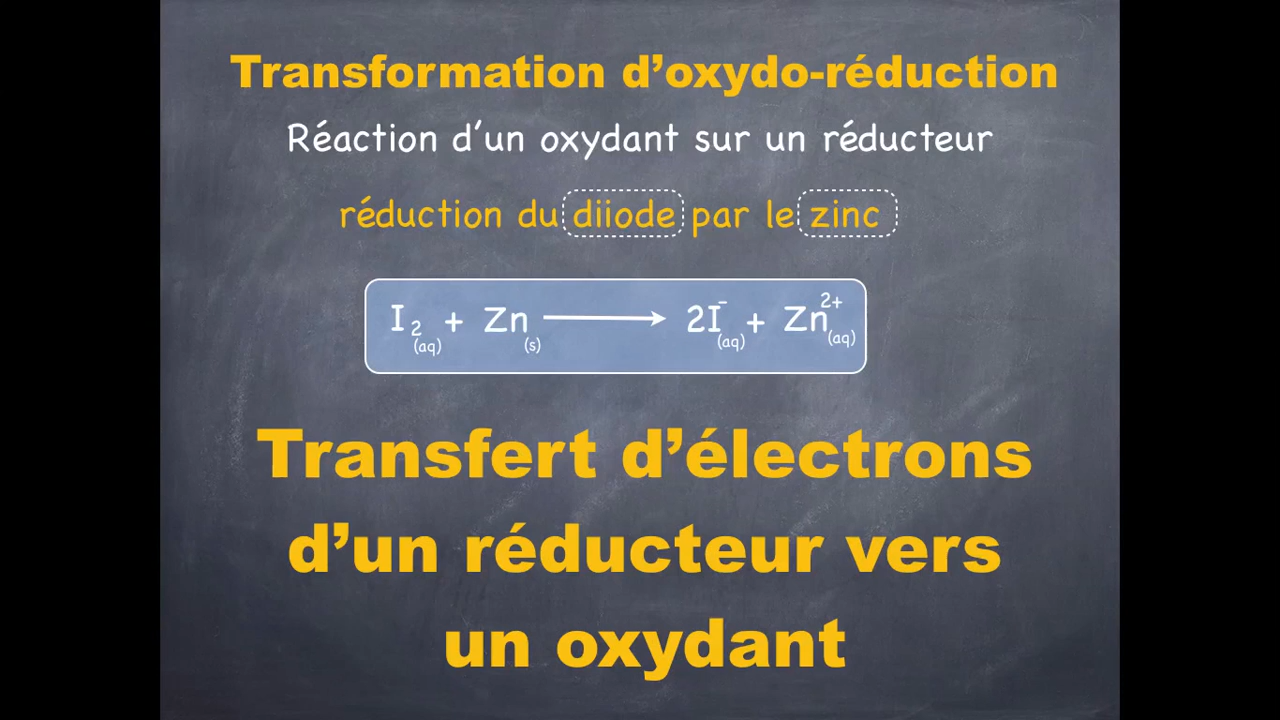 Transformation d’oxydo-réduction
Réaction d’un oxydant sur un réducteur
réduction du diiode par le zinc
I₂(aq) + Zn(s) ⟶ 2I⁻(aq) + Zn²⁺(aq)
Transfert d’électrons
d’un réducteur vers
un oxydant